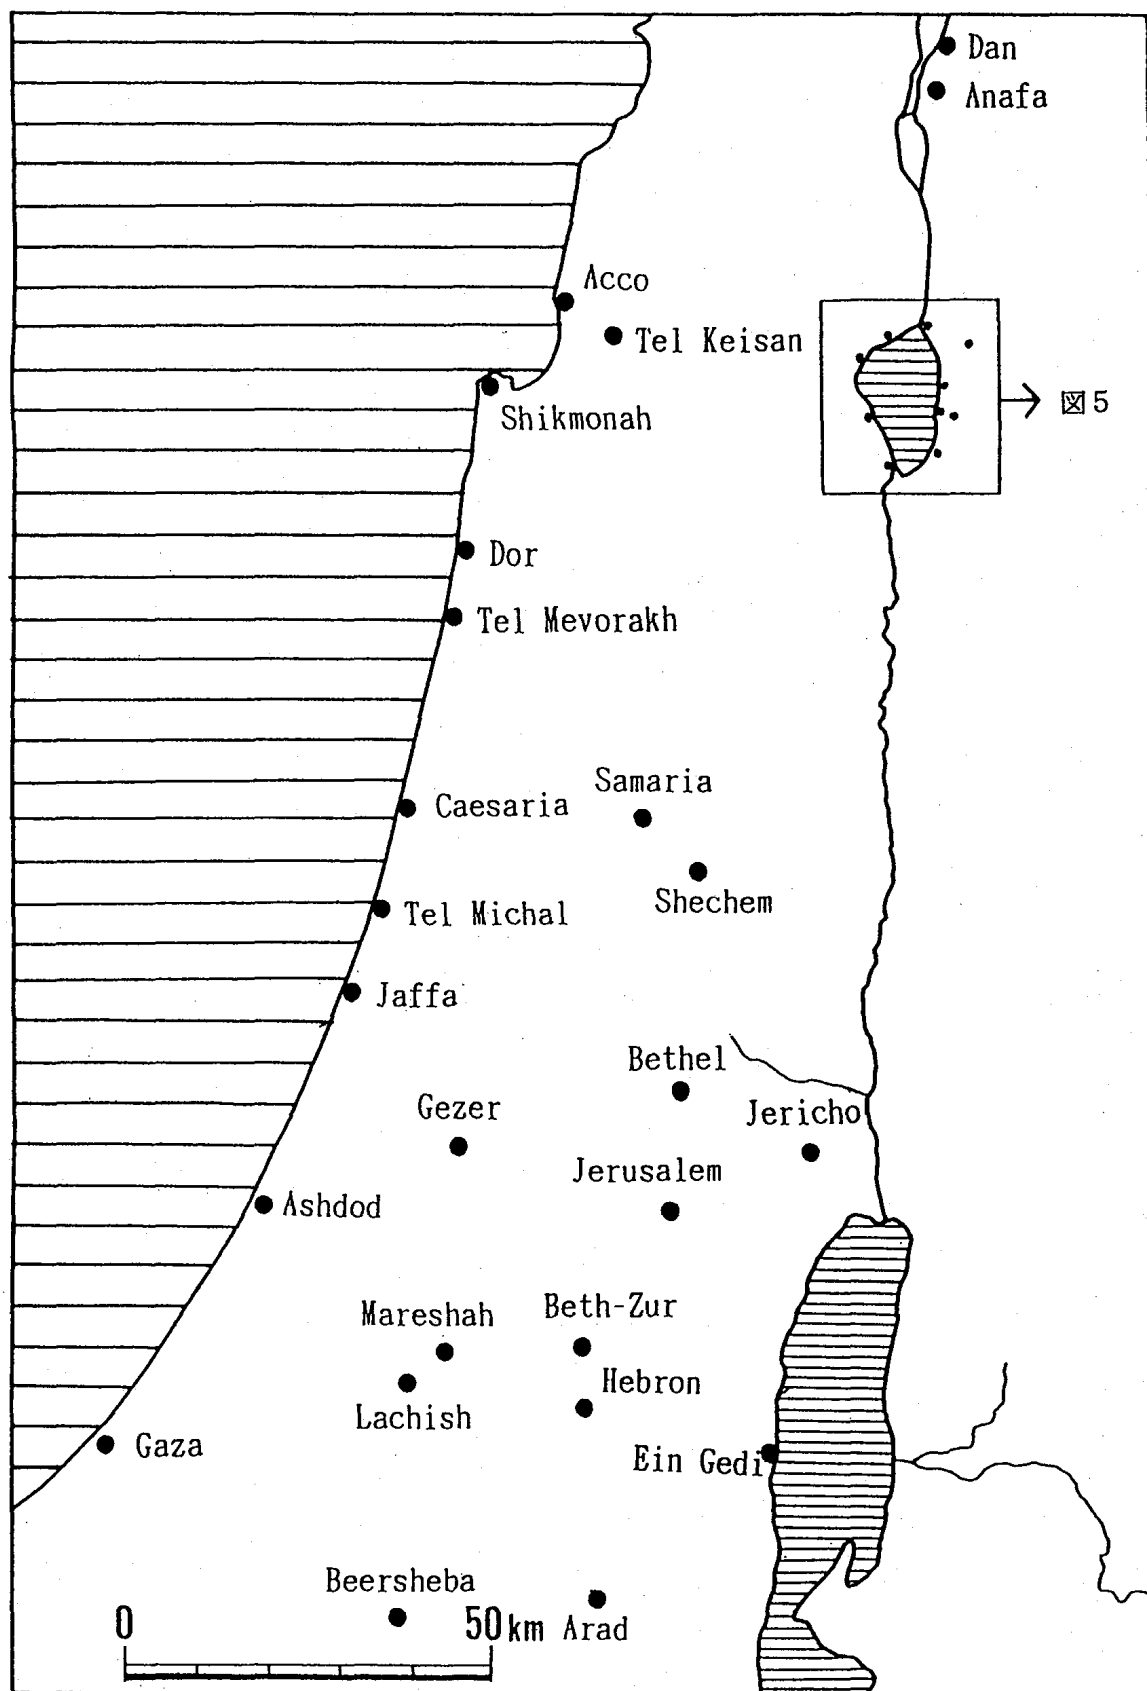 Dan
Anafa
Acco
Tel Keisan
Shikmonah
図5
Dor
Tel Mevorakh
Samaria
Caesaria
Shechem
Tel Michal
Jaffa
Bethel
Gezer
Jericho
Jerusalem
Ashdod
Mareshah
Beth-Zur
Hebron
Lachish
Gaza
Ein Gedi
Beersheba
0
50km
Arad